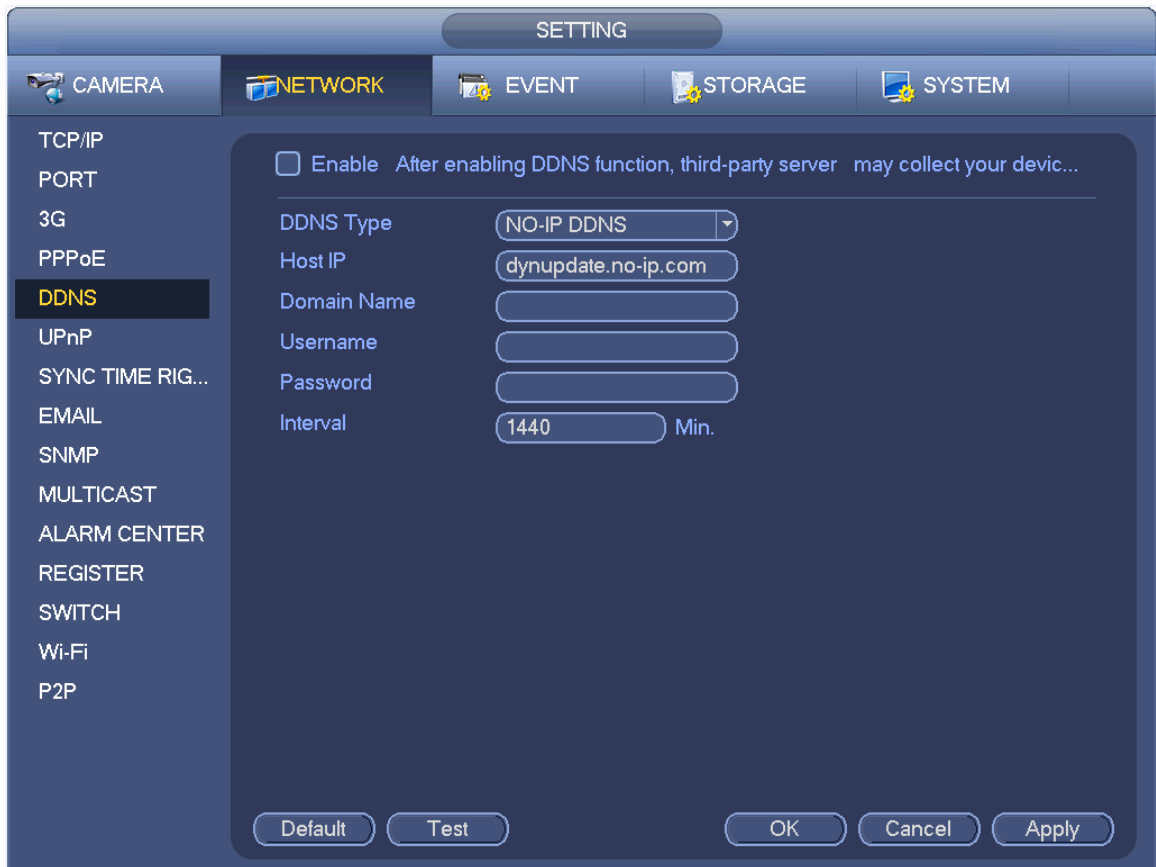 SETTING
CAMERA NETWORK EVENT STORAGE SYSTEM
TCP/IP
PORT
3G
PPPoE
DDNS
UPnP
SYNC TIME RIG...
EMAIL
SNMP
MULTICAST
ALARM CENTER
REGISTER
SWITCH
Wi-Fi
P2P
Enable After enabling DDNS function, third-party server may collect your devic...
DDNS Type NO-IP DDNS
Host IP dynupdate.no-ip.com
Domain Name
Username
Password
Interval 1440 Min.
Default Test OK Cancel Apply